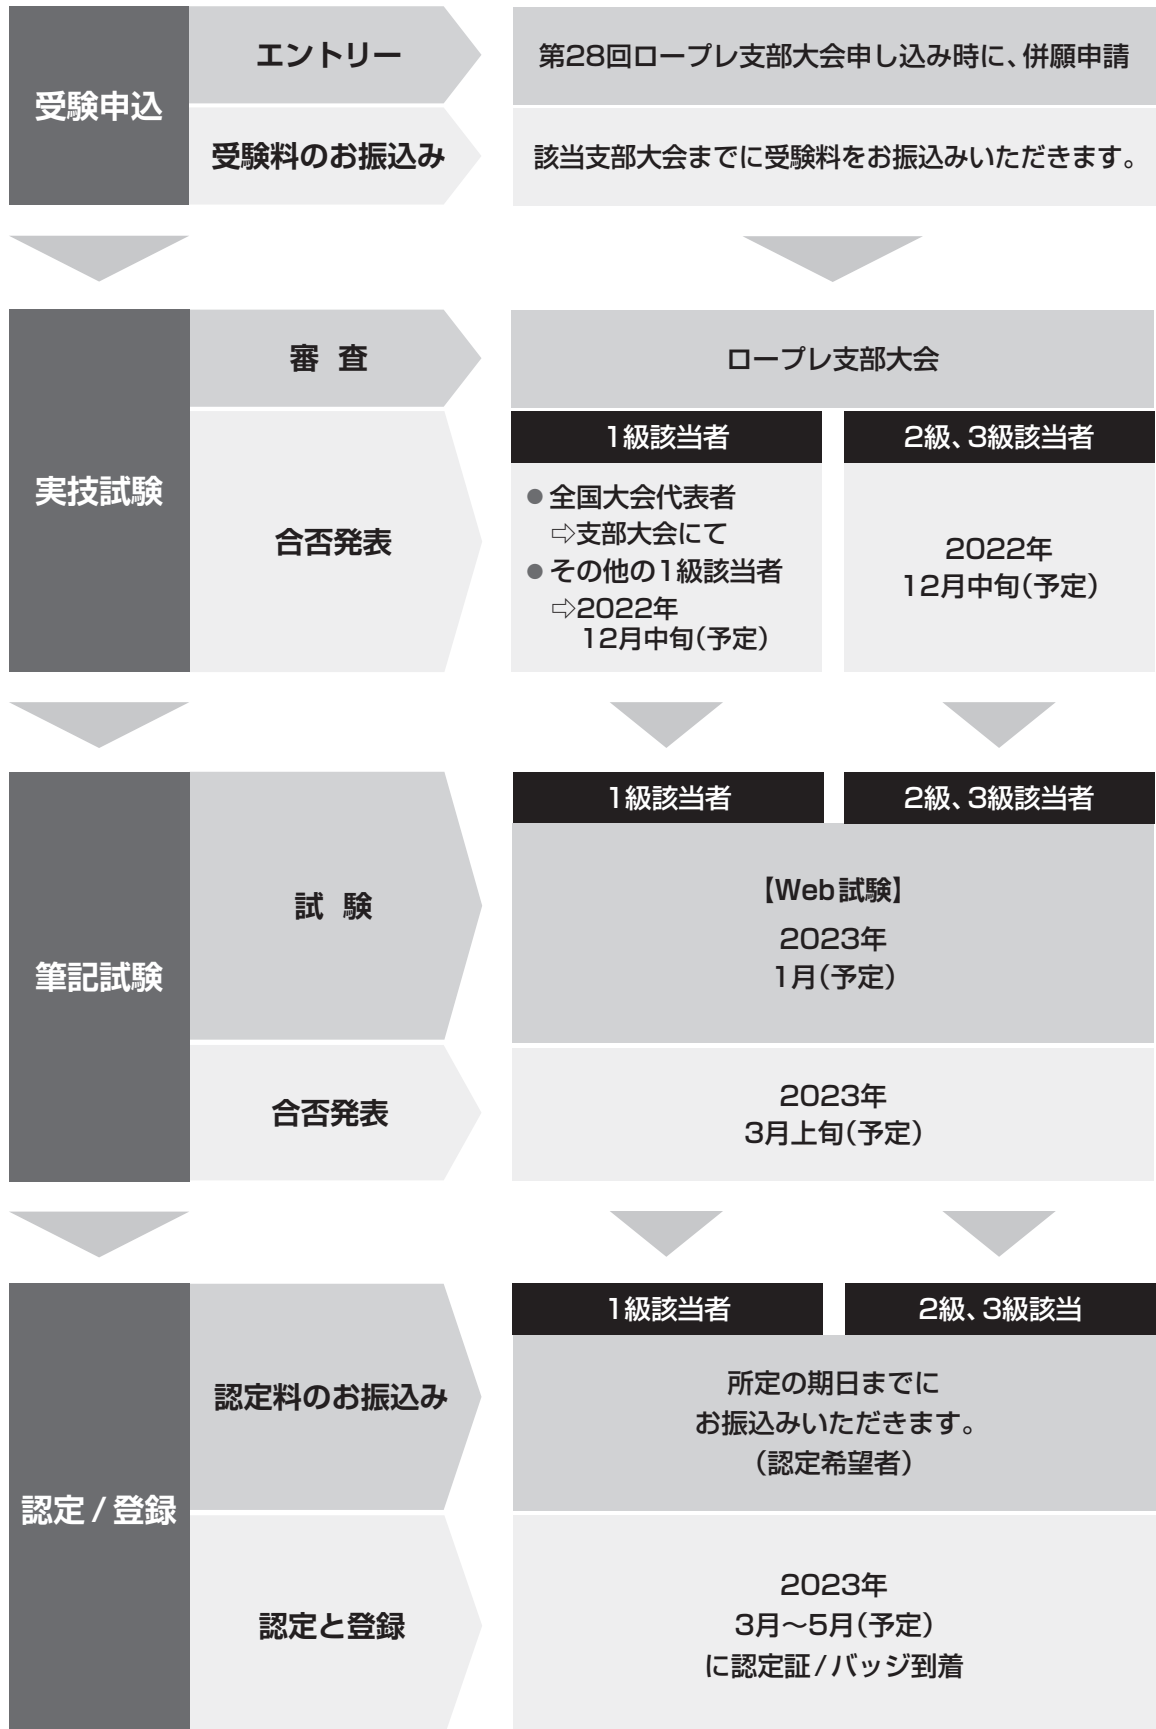 受験申込
エントリー
第28回ロープレ支部大会申し込み時に、併願申請
受験料のお振込み
該当支部大会までに受験料をお振込みいただきます。
実技試験
審 査
ロープレ支部大会
合否発表
1級該当者
●全国大会代表者
⇨支部大会にて
●その他の1級該当者
⇨2022年
12月中旬(予定)
2級、3級該当者
2022年
12月中旬(予定)
筆記試験
試 験
1級該当者
2級、3級該当者
【Web試験】
2023年
1月(予定)
合否発表
2023年
3月上旬(予定)
認定/登録
認定料のお振込み
1級該当者
2級、3級該当
所定の期日までに
お振込みいただきます。
(認定希望者)
認定と登録
2023年
3月〜5月(予定)
に認定証/バッジ到着